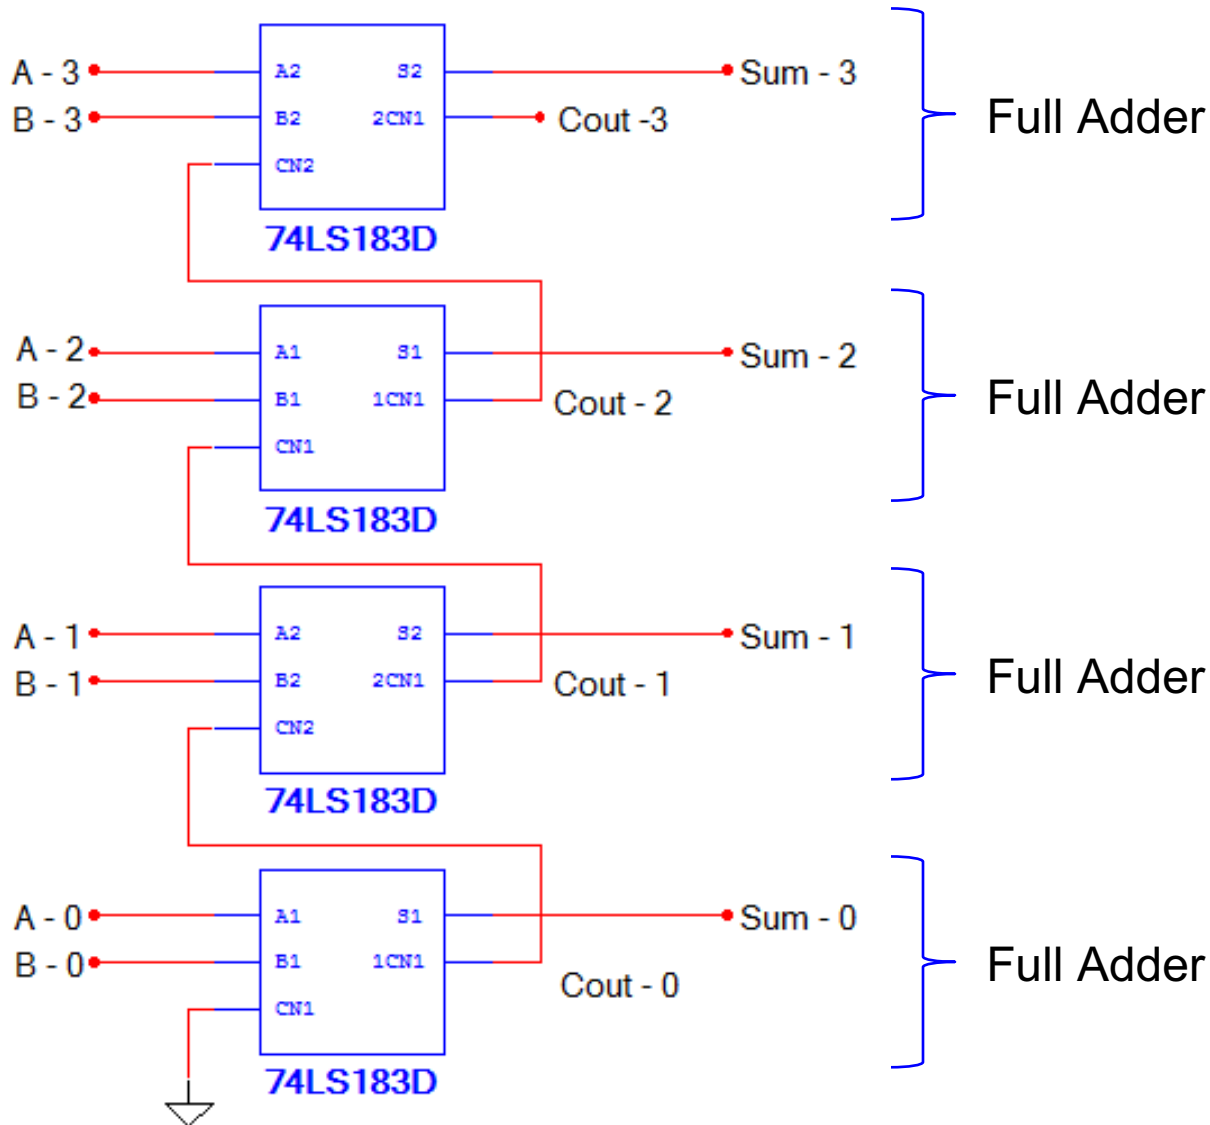 A - 3
A2
S2
Sum - 3
B - 3
B2
2CN1
Cout -3
Full Adder
CN2
74LS183D
A - 2
A1
S1
Sum - 2
B - 2
B1
1CN1
Cout - 2
Full Adder
CN1
74LS183D
A - 1
A2
S2
Sum - 1
B - 1
B2
2CN1
Cout - 1
Full Adder
CN2
74LS183D
A - 0
A1
S1
Sum - 0
B - 0
B1
1CN1
Cout - 0
Full Adder
CN1
74LS183D